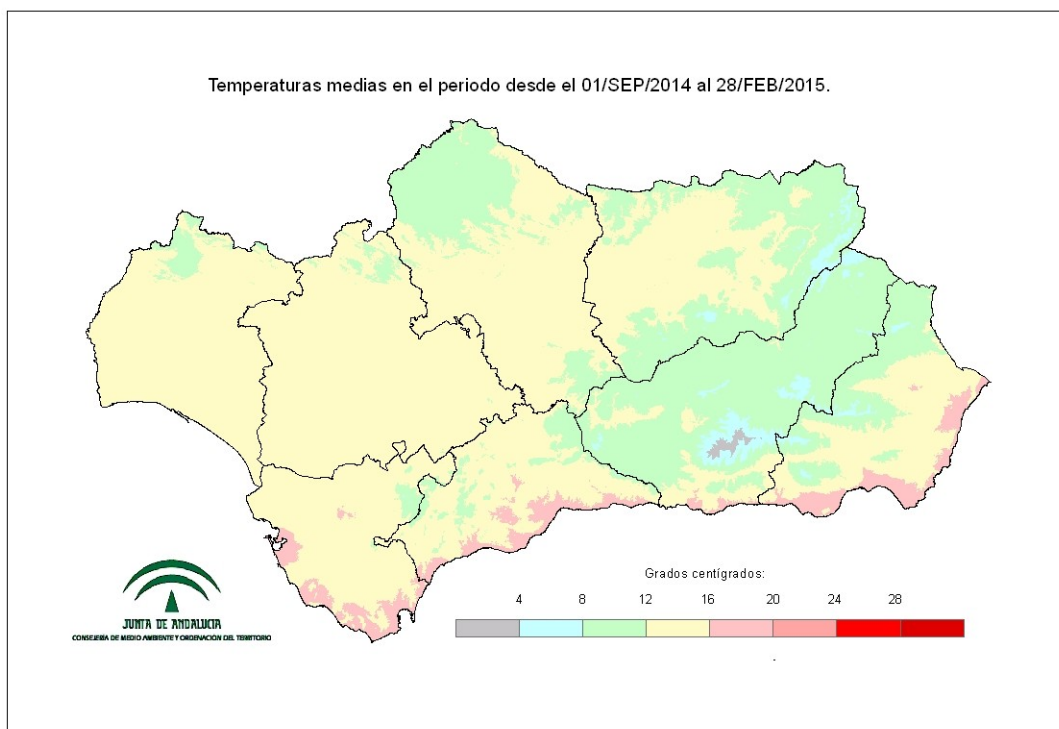 Temperaturas medias en el periodo desde el 01/SEP/2014 al 28/FEB/2015.
Grados centígrados:
4 8 12 16 20 24 28
JUNTA DE ANDALUCIA
CONSEJERÍA DE MEDIO AMBIENTE Y ORDENACIÓN DEL TERRITORIO